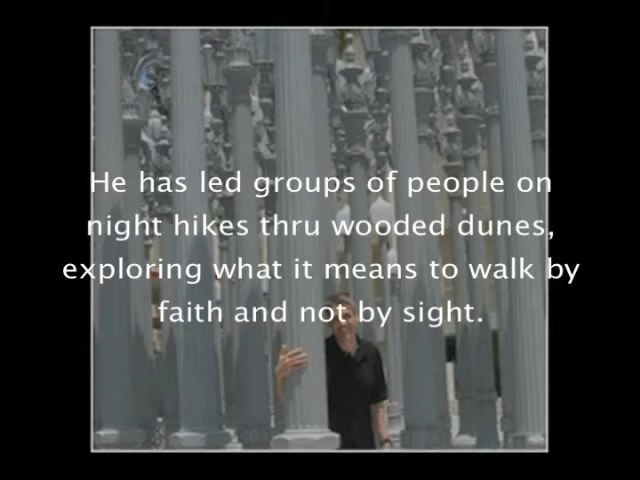 He has led groups of people on
night hikes thru wooded dunes,
exploring what it means to walk by
faith and not by sight.